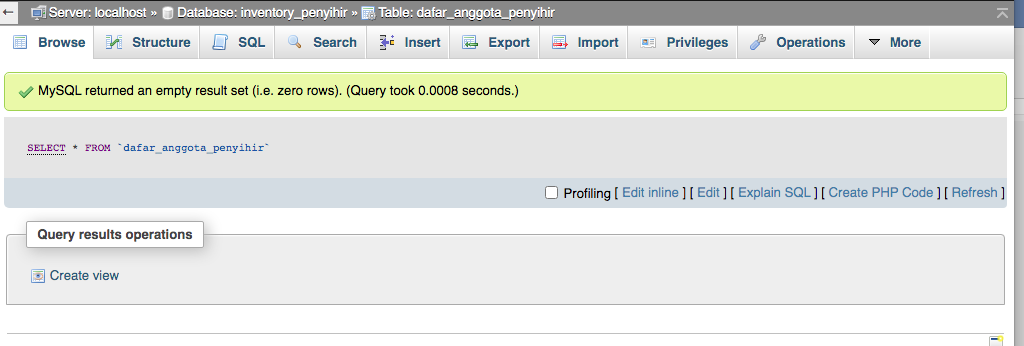 Server: localhost » Database: inventory_penyihir » Table: dafar_anggota_penyihir
Browse Structure SQL Search Insert Export Import Privileges Operations More
MySQL returned an empty result set (i.e. zero rows). (Query took 0.0008 seconds.)
SELECT * FROM `dafar_anggota_penyihir`
Profiling [ Edit inline ] [ Edit ] [ Explain SQL ] [ Create PHP Code ] [ Refresh ]
Query results operations
Create view